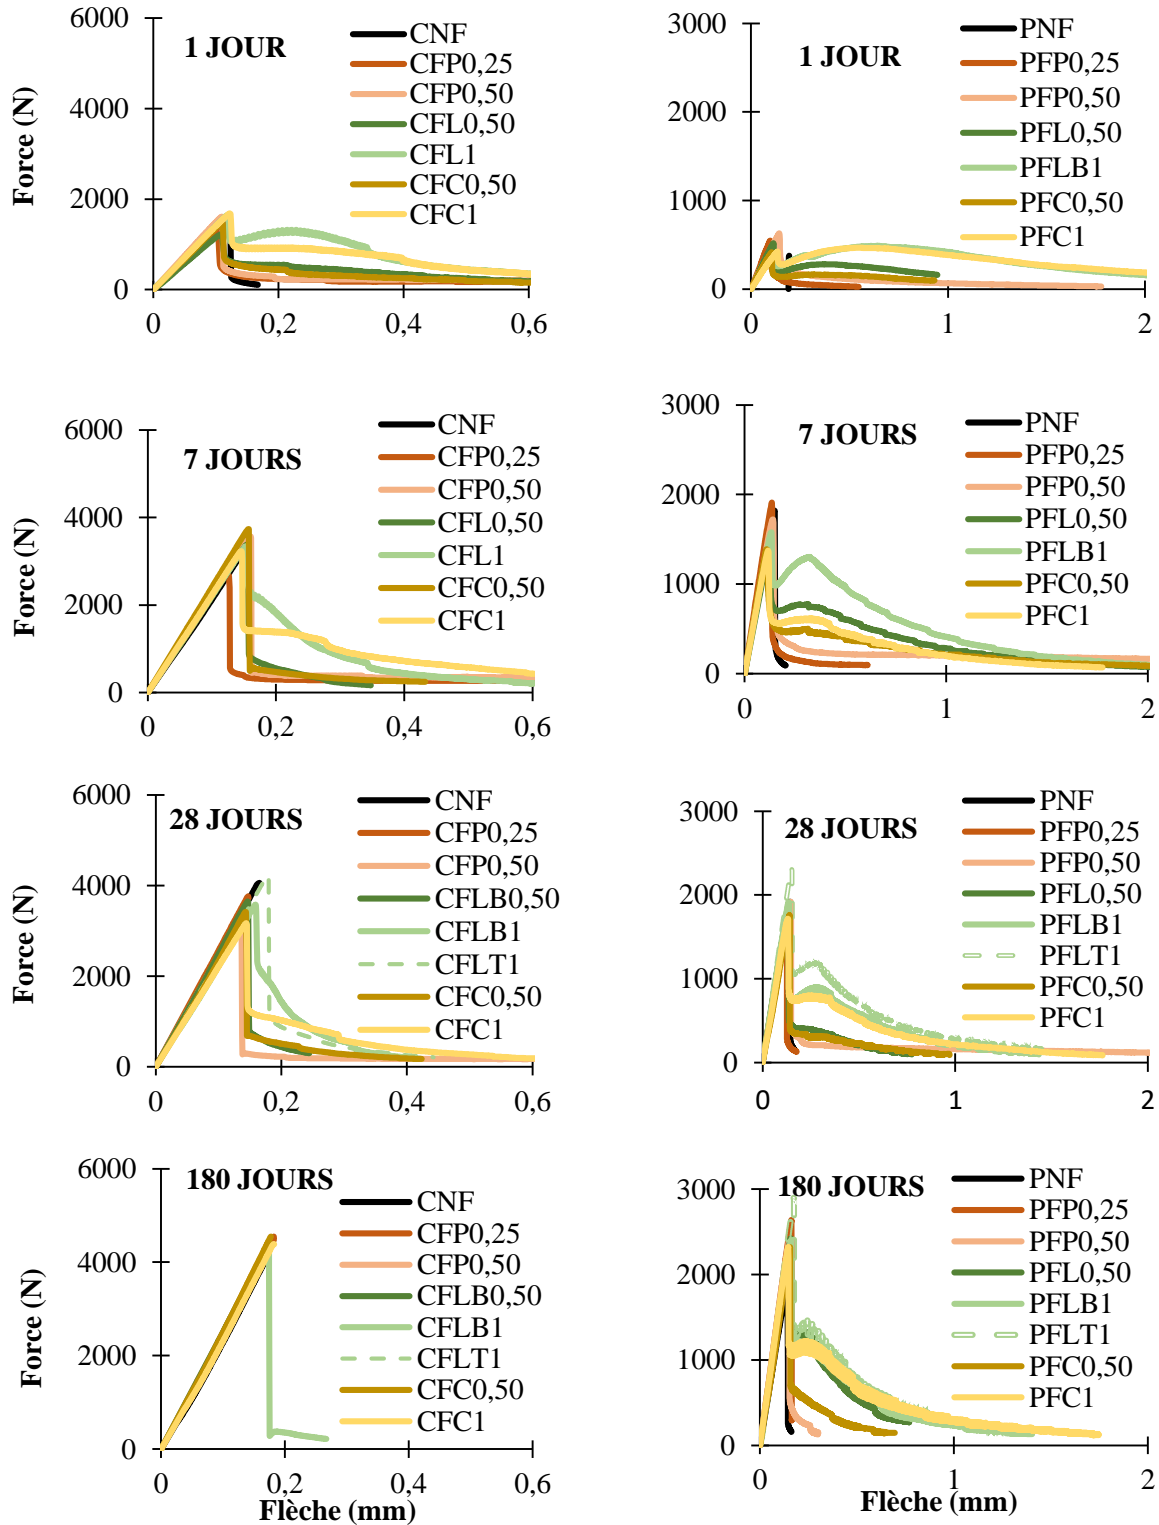 1 JOUR
Force (N)
6000
4000
2000
0
0
0,2
0,4
0,6
CNF
CFP0,25
CFP0,50
CFL0,50
CFL1
CFC0,50
CFC1
1 JOUR
3000
2000
1000
0
0
1
2
PNF
PFP0,25
PFP0,50
PFL0,50
PFLB1
PFC0,50
PFC1
7 JOURS
Force (N)
6000
4000
2000
0
0
0,2
0,4
0,6
CNF
CFP0,25
CFP0,50
CFL0,50
CFL1
CFC0,50
CFC1
7 JOURS
3000
2000
1000
0
0
1
2
PNF
PFP0,25
PFP0,50
PFL0,50
PFLB1
PFC0,50
PFC1
28 JOURS
Force (N)
6000
4000
2000
0
0
0,2
0,4
0,6
CNF
CFP0,25
CFP0,50
CFLB0,50
CFLB1
CFLT1
CFC0,50
CFC1
28 JOURS
3000
2000
1000
0
0
1
2
PNF
PFP0,25
PFP0,50
PFL0,50
PFLB1
PFLT1
PFC0,50
PFC1
180 JOURS
Force (N)
6000
4000
2000
0
0
0,2
0,4
0,6
Flèche (mm)
CNF
CFP0,25
CFP0,50
CFLB0,50
CFLB1
CFLT1
CFC0,50
CFC1
180 JOURS
3000
2000
1000
0
0
1
2
Flèche (mm)
PNF
PFP0,25
PFP0,50
PFL0,50
PFLB1
PFLT1
PFC0,50
PFC1